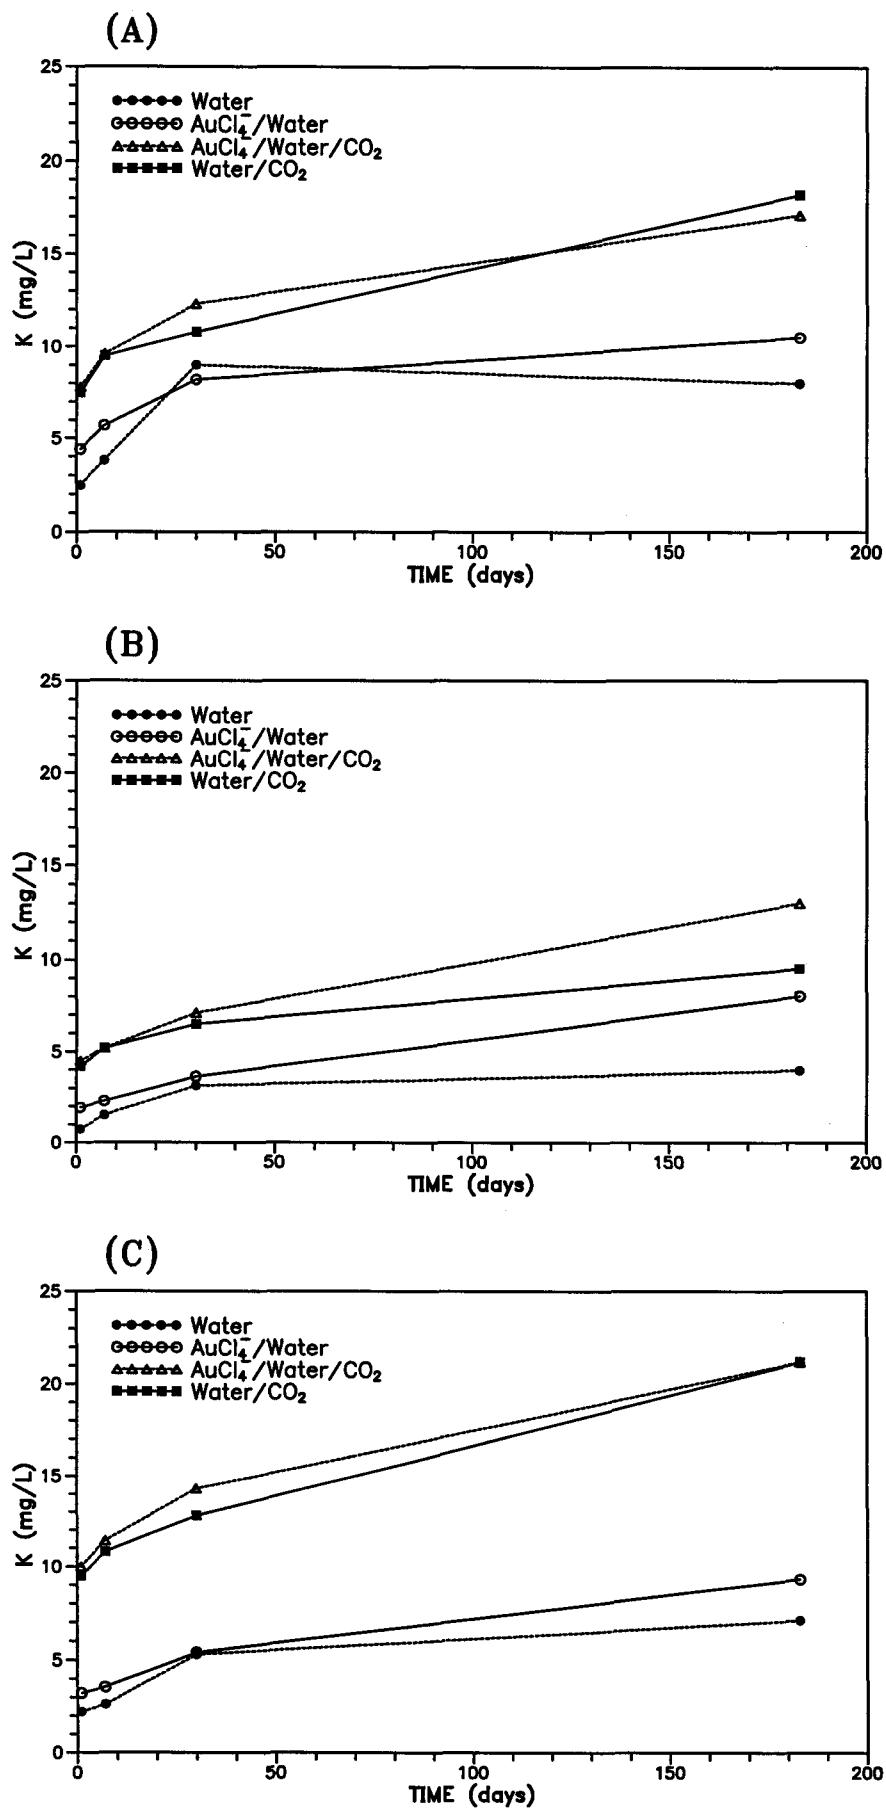 (A)
25
20
15
10
5
0
K (mg/L)
Water
AuCl₄⁻/Water
AuCl₄⁻/Water/CO₂
Water/CO₂
0 50 100 150 200
TIME (days)
(B)
25
20
15
10
5
0
K (mg/L)
Water
AuCl₄⁻/Water
AuCl₄⁻/Water/CO₂
Water/CO₂
0 50 100 150 200
TIME (days)
(C)
25
20
15
10
5
0
K (mg/L)
Water
AuCl₄⁻/Water
AuCl₄⁻/Water/CO₂
Water/CO₂
0 50 100 150 200
TIME (days)